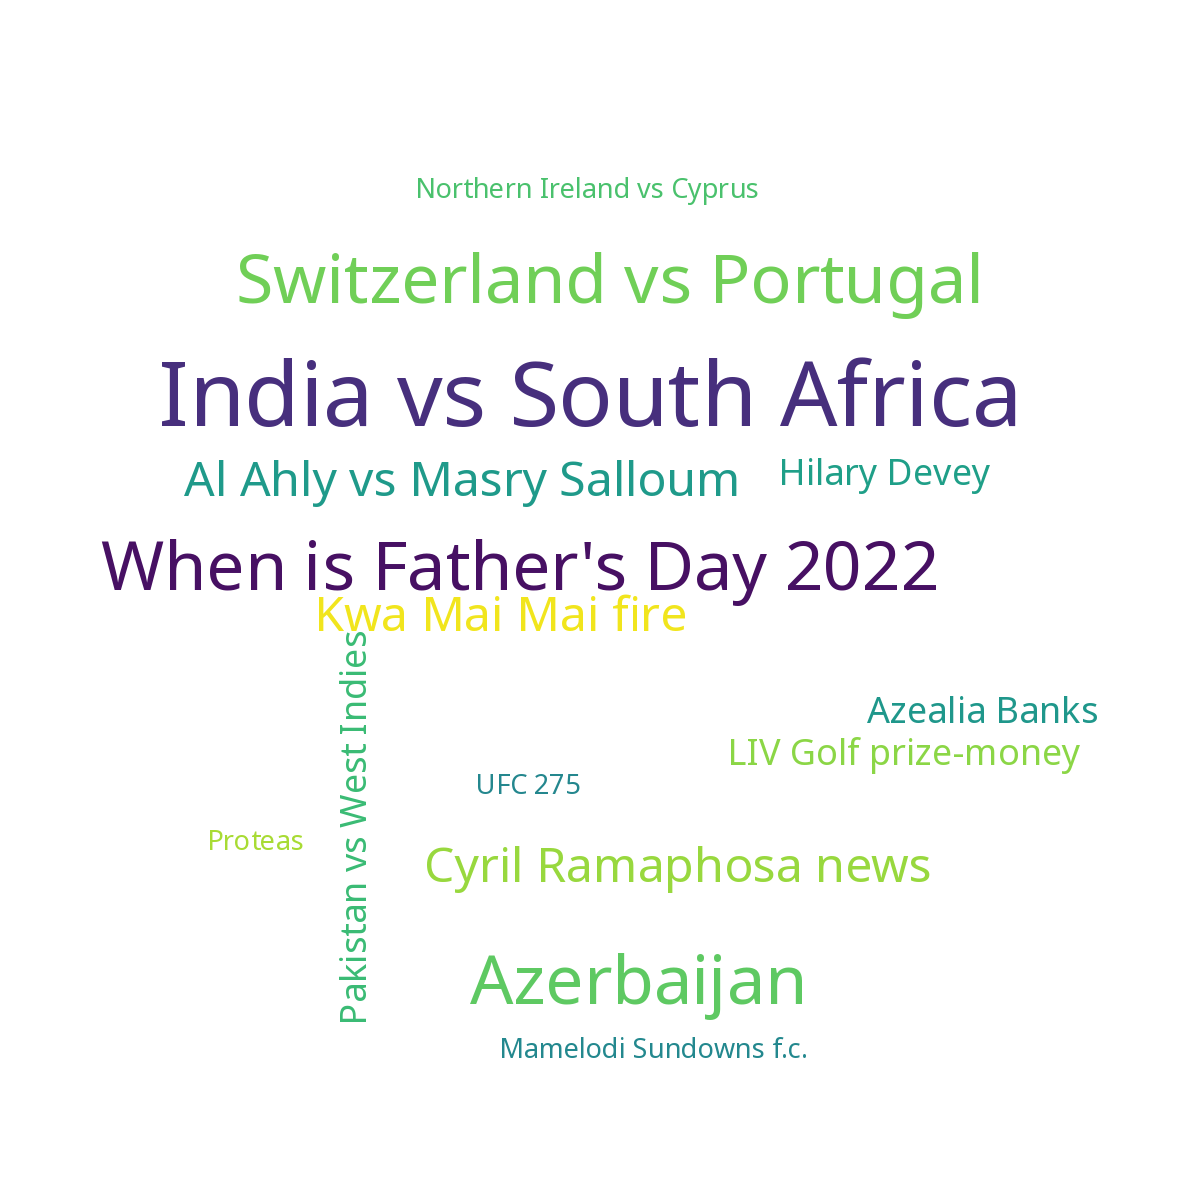 Northern Ireland vs Cyprus
Switzerland vs Portugal
India vs South Africa
Al Ahly vs Masry Salloum
Hilary Devey
When is Father's Day 2022
Kwa Mai Mai fire
Pakistan vs West Indies
Azealia Banks
LIV Golf prize-money
UFC 275
Proteas
Cyril Ramaphosa news
Azerbaijan
Mamelodi Sundowns f.c.